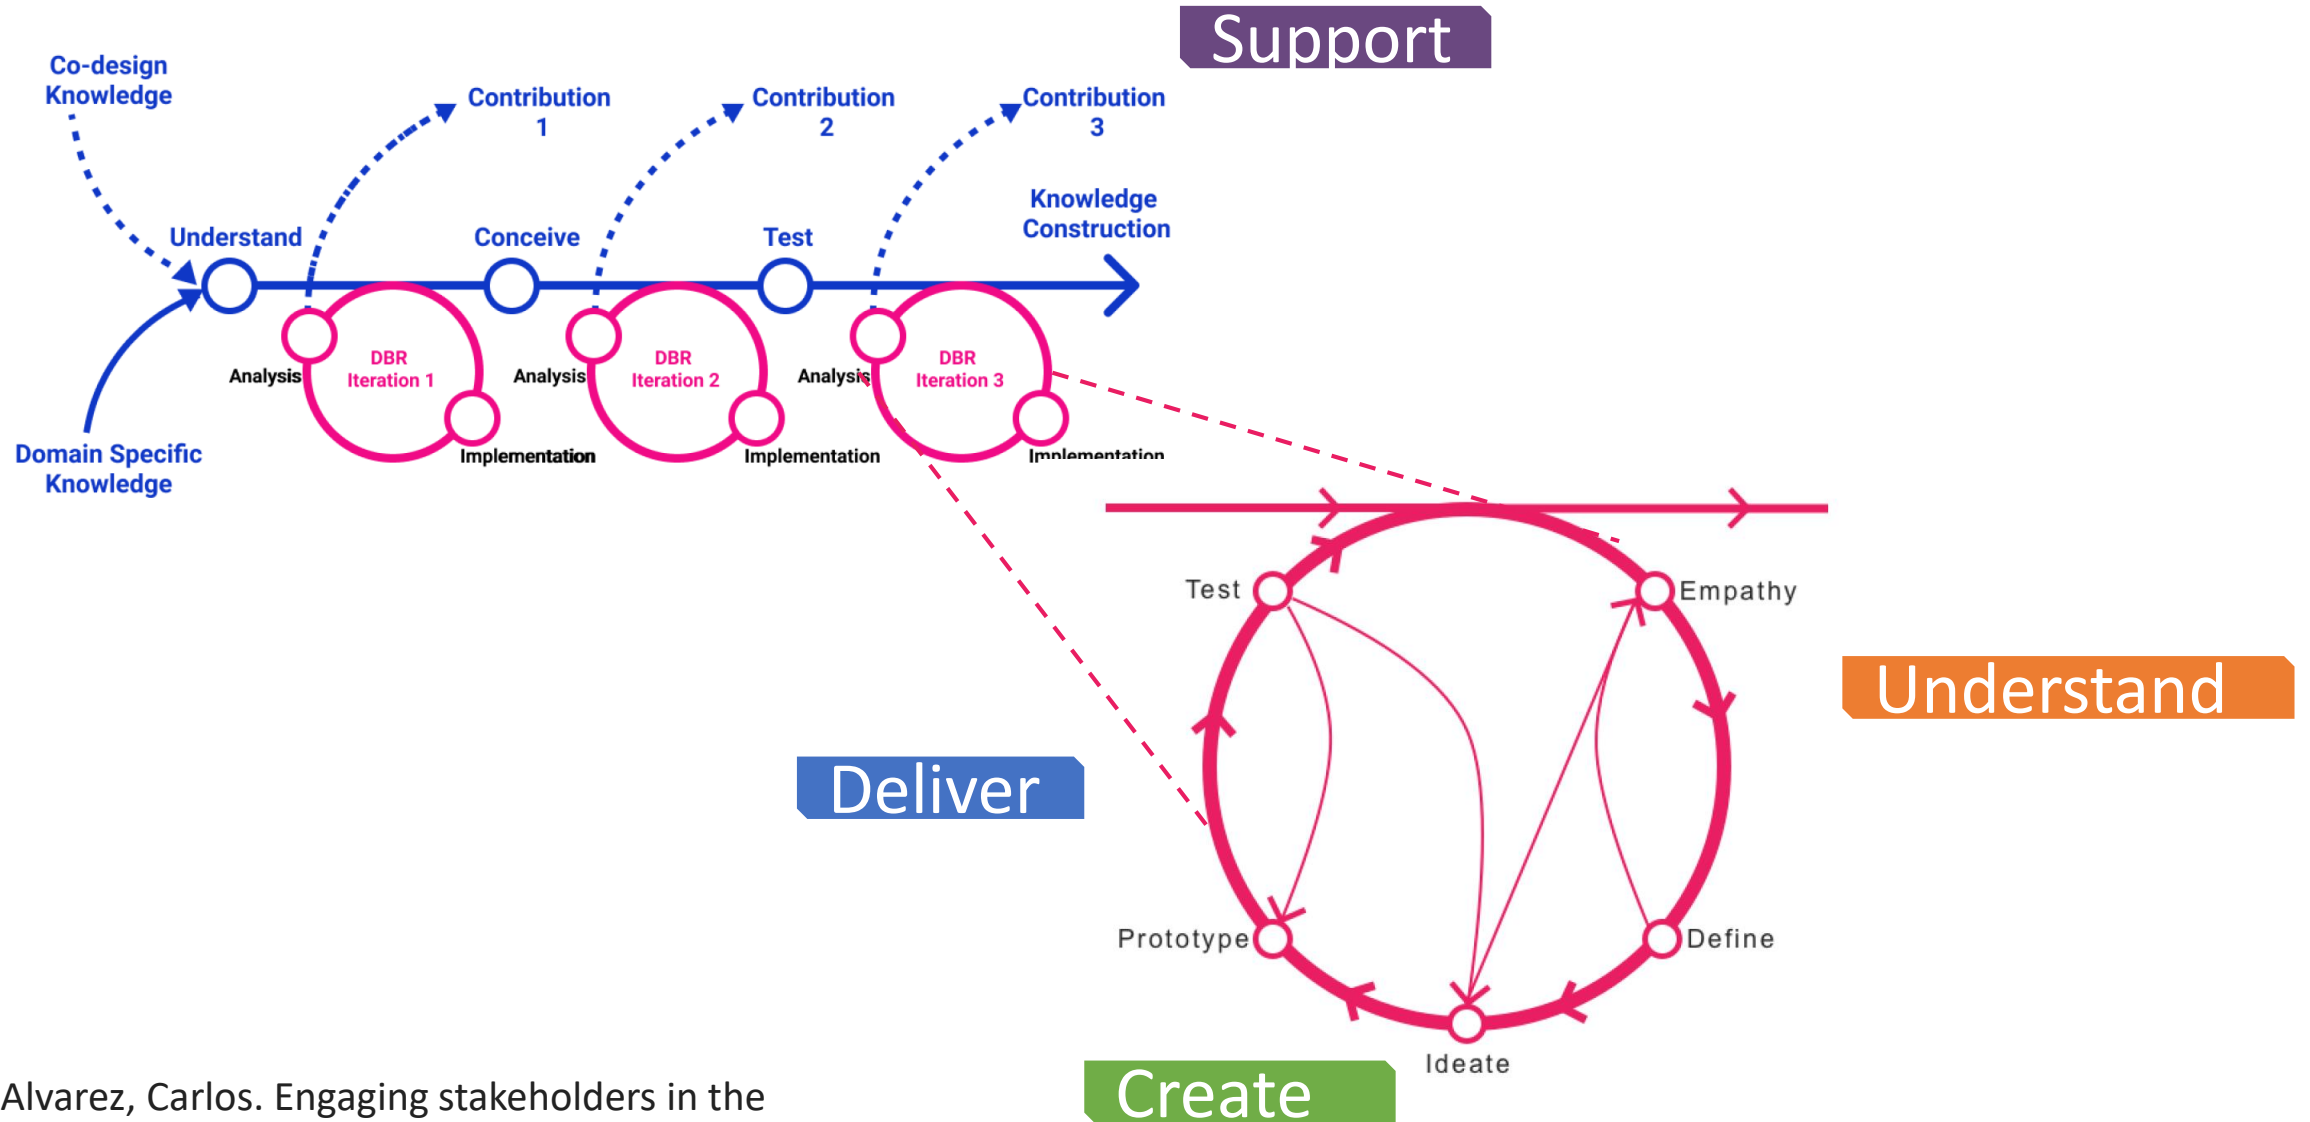 Support
Co-design
Knowledge
Contribution
1
Contribution
2
Contribution
3
Knowledge
Construction
Understand
Conceive
Test
DBR
Iteration 1
DBR
Iteration 2
DBR
Iteration 3
Analysis
Analysis
Analysis
Implementation
Implementation
Implementation
Domain Specific
Knowledge
Test
Empathy
Understand
Deliver
Prototype
Define
Ideate
Create
Alvarez, Carlos. Engaging stakeholders in the